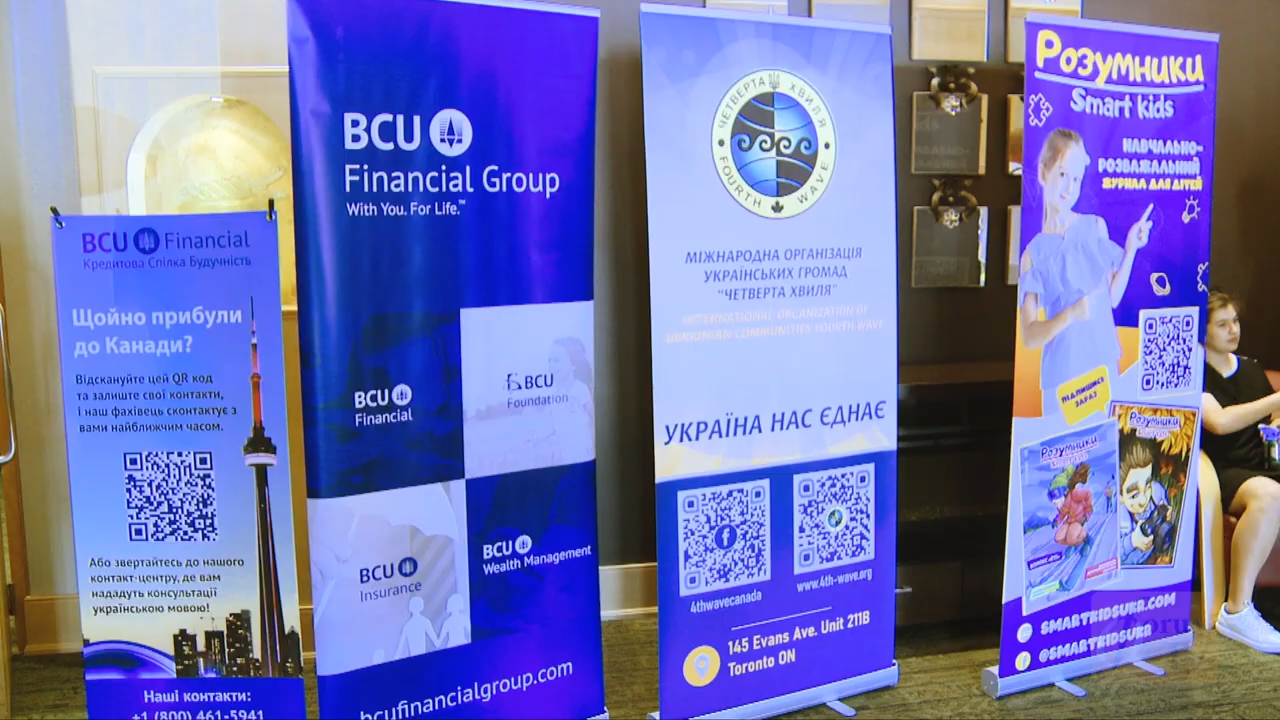 BCU Financial
Кредитова Спілка Будучність
Щойно прибули
до Канади?
Відскануйте цей QR код
та залиште свої контакти,
і наш фахівець сконтактує з
вами найближчим часом.
Або звертайтесь до нашого
контакт-центру, де вам
нададуть консультації
українською мовою!
Наші контакти:
+1 (800) 461-5941
BCU
Financial Group
With You. For Life.™
BCU
Financial
BCU
Foundation
BCU
Insurance
BCU
Wealth Management
bcufinancialgroup.com
ЧЕТВЕРТА ХВИЛЯ
FOURTH WAVE
МІЖНАРОДНА ОРГАНІЗАЦІЯ
УКРАЇНСЬКИХ ГРОМАД
"ЧЕТВЕРТА ХВИЛЯ"
INTERNATIONAL ORGANIZATION OF
UKRAINIAN COMMUNITIES FOURTH WAVE
УКРАЇНА НАС ЄДНАЄ
4thwavecanada
www.4th-wave.org
145 Evans Ave. Unit 211B
Toronto ON
Розумники
Smart kids
НАВЧАЛЬНО-
РОЗВАЖАЛЬНИЙ
ЖУРНАЛ ДЛЯ ДІТЕЙ
ПІДПИШИСЬ
ЗАРАЗ
Розумники
Smart kids
Розумники
Smart kids
SMARTKIDSUKR.COM
@SMARTKIDSUKR